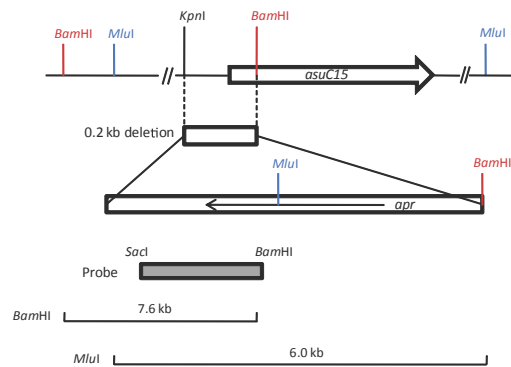 KpnI
BamHI MluI BamHI MluI
asuC15
0.2 kb deletion
MluI BamHI
apr
SacI BamHI
Probe
BamHI 7.6 kb
MluI 6.0 kb